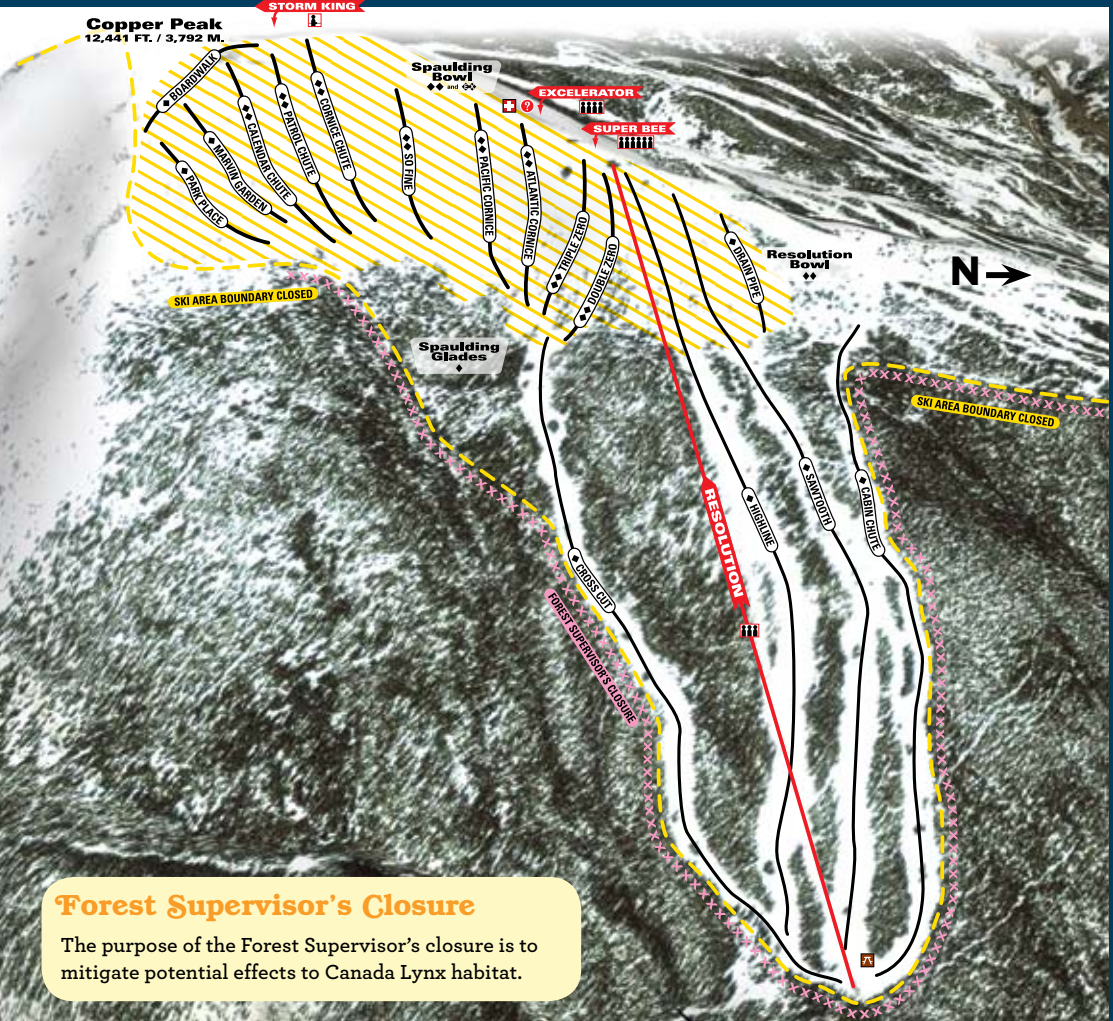 STORM KING
Copper Peak
12,441 FT. / 3,792 M.
BOARDWALK
◆ CALENDAR CHUTE
◆◆ PATROL CHUTE
◆◆ CORNICE CHUTE
Spaulding
Bowl
◆◆ and EX
EXCELERATOR
?
SUPER BEE
◆ PARK PLACE
◆ MARVIN GARDEN
◆◆ SO FINE
◆◆ PACIFIC CORNICE
◆◆ ATLANTIC CORNICE
◆◆ TRIPLE ZERO
◆◆ DOUBLE ZERO
◆ DRAIN PIPE
Resolution
Bowl
◆◆
N
SKI AREA BOUNDARY CLOSED
Spaulding
Glades
◆
SKI AREA BOUNDARY CLOSED
RESOLUTION
◆ HIGHLINE
◆ SAWTOOTH
◆ CABIN CHUTE
◆ CROSS CUT
FOREST SUPERVISOR'S CLOSURE
Forest Supervisor's Closure
The purpose of the Forest Supervisor's closure is to
mitigate potential effects to Canada Lynx habitat.